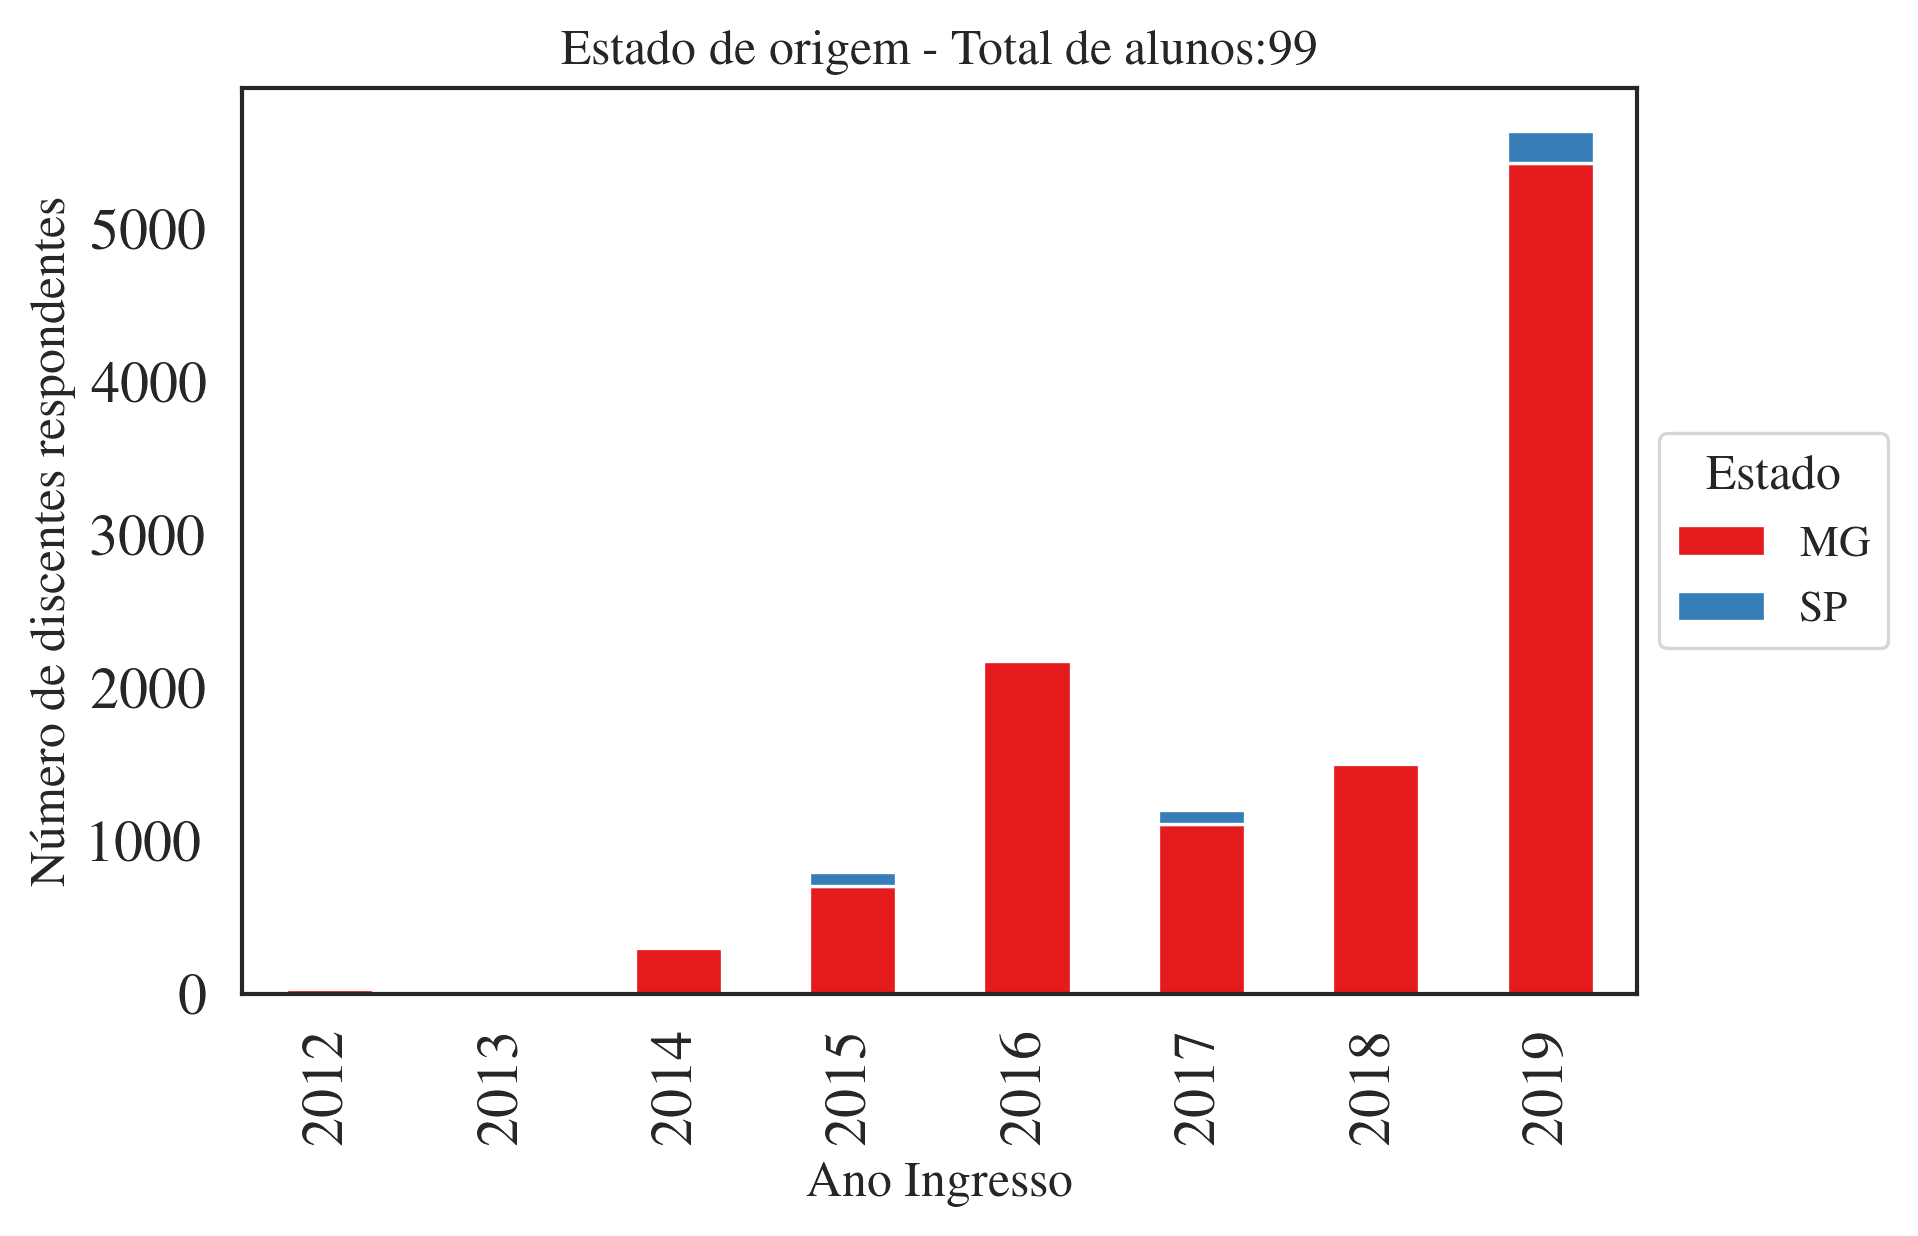 Estado de origem - Total de alunos:99
Número de discentes respondentes
5000
4000
3000
2000
1000
0
2012
2013
2014
2015
2016
2017
2018
2019
Ano Ingresso
Estado
MG
SP